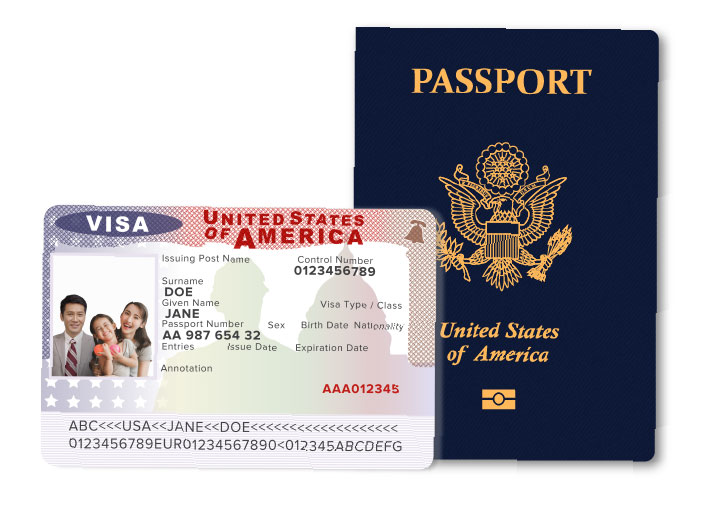 PASSPORT
United States
of America
VISA
UNITED STATES
OF AMERICA
Issuing Post Name
Control Number
0123456789
Surname
DOE
Given Name
JANE
Visa Type / Class
Passport Number Sex Birth Date Nationality
AA 987 654 32
Entries Issue Date Expiration Date
Annotation
AAA012345
ABC<<<USA<<JANE<<DOE<<<<<<<<<<<<<<<<<<<<
0123456789EUR01234567890<012345ABCDEFG